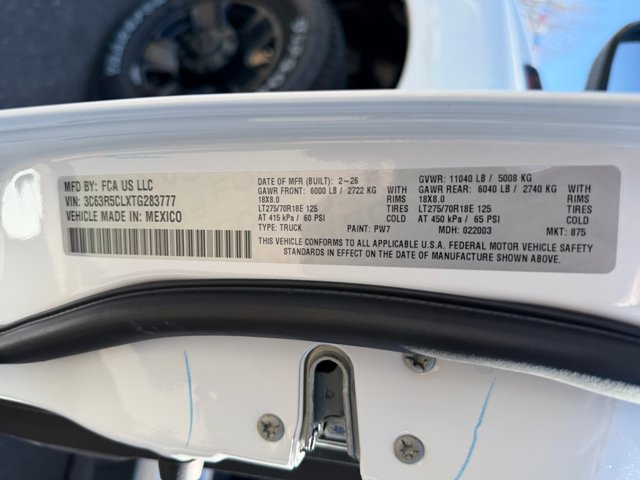 MFD BY: FCA US LLC
VIN: 3C63R5CLXTG283777
VEHICLE MADE IN: MEXICO
DATE OF MFR (BUILT): 2-26
GAWR FRONT: 6000 LB / 2722 KG WITH
18X8.0 RIMS
LT275/70R18E 125 TIRES
AT 415 kPa / 60 PSI COLD
TYPE: TRUCK PAINT: PW7
GVWR: 11040 LB / 5008 KG
GAWR REAR: 6040 LB / 2740 KG WITH
18X8.0 RIMS
LT275/70R18E 125 TIRES
AT 450 kPa / 65 PSI COLD
MDH: 022003 MKT: 875
THIS VEHICLE CONFORMS TO ALL APPLICABLE U.S.A. FEDERAL MOTOR VEHICLE SAFETY
STANDARDS IN EFFECT ON THE DATE OF MANUFACTURE SHOWN ABOVE.